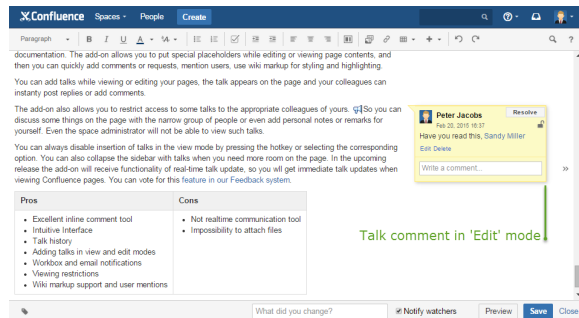 Confluence Spaces People Create
Paragraph B I U A
documentation. The add-on allows you to put special placeholders while editing or viewing page contents, and
then you can quickly add comments or requests, mention users, use wiki markup for styling and highlighting.
You can add talks while viewing or editing your pages, the talk appears on the page and your colleagues can
instanty post replies or add comments.
The add-on also allows you to restrict access to some talks to the appropriate colleagues of yours. So you can
discuss some things on the page with the narrow group of people or even add personal notes or remarks for
yourself. Even the space administrator will not be able to view such talks.
You can always disable insertion of talks in the view mode by pressing the hotkey or selecting the corresponding
option. You can also collapse the sidebar with talks when you need more room on the page. In the upcoming
release the add-on will receive functionality of real-time talk update, so you wll get immediate talk updates when
viewing Confluence pages. You can vote for this feature in our Feedback system.
Peter Jacobs Resolve
Feb 20, 2015 16:37
Have you read this, Sandy Miller
Edit Delete
Write a comment...
»
Pros Cons
• Excellent inline comment tool
• Intuitive Interface
• Talk history
• Adding talks in view and edit modes
• Workbox and email notifications
• Viewing restrictions
• Wiki markup support and user mentions
• Not realtime communication tool
• Impossibility to attach files
Talk comment in 'Edit' mode
What did you change? Notify watchers Preview Save Close